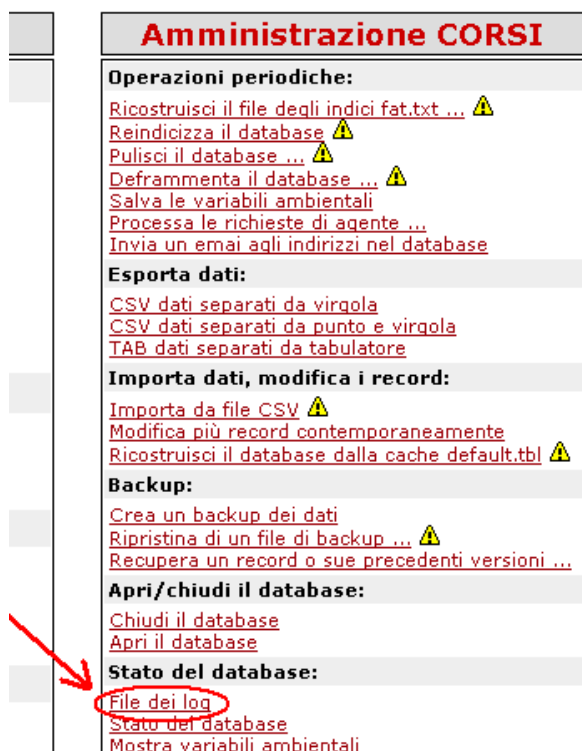 Amministrazione CORSI
Operazioni periodiche:
Ricostruisci il file degli indici fat.txt ...
Reindicizza il database
Pulisci il database ...
Deframmenta il database ...
Salva le variabili ambientali
Processa le richieste di agente ...
Invia un emai agli indirizzi nel database
Esporta dati:
CSV dati separati da virgola
CSV dati separati da punto e virgola
TAB dati separati da tabulatore
Importa dati, modifica i record:
Importa da file CSV
Modifica più record contemporaneamente
Ricostruisci il database dalla cache default.tbl
Backup:
Crea un backup dei dati
Ripristina di un file di backup ...
Recupera un record o sue precedenti versioni ...
Apri/chiudi il database:
Chiudi il database
Apri il database
Stato del database:
File dei log
Stato del database
Mostra variabili ambientali